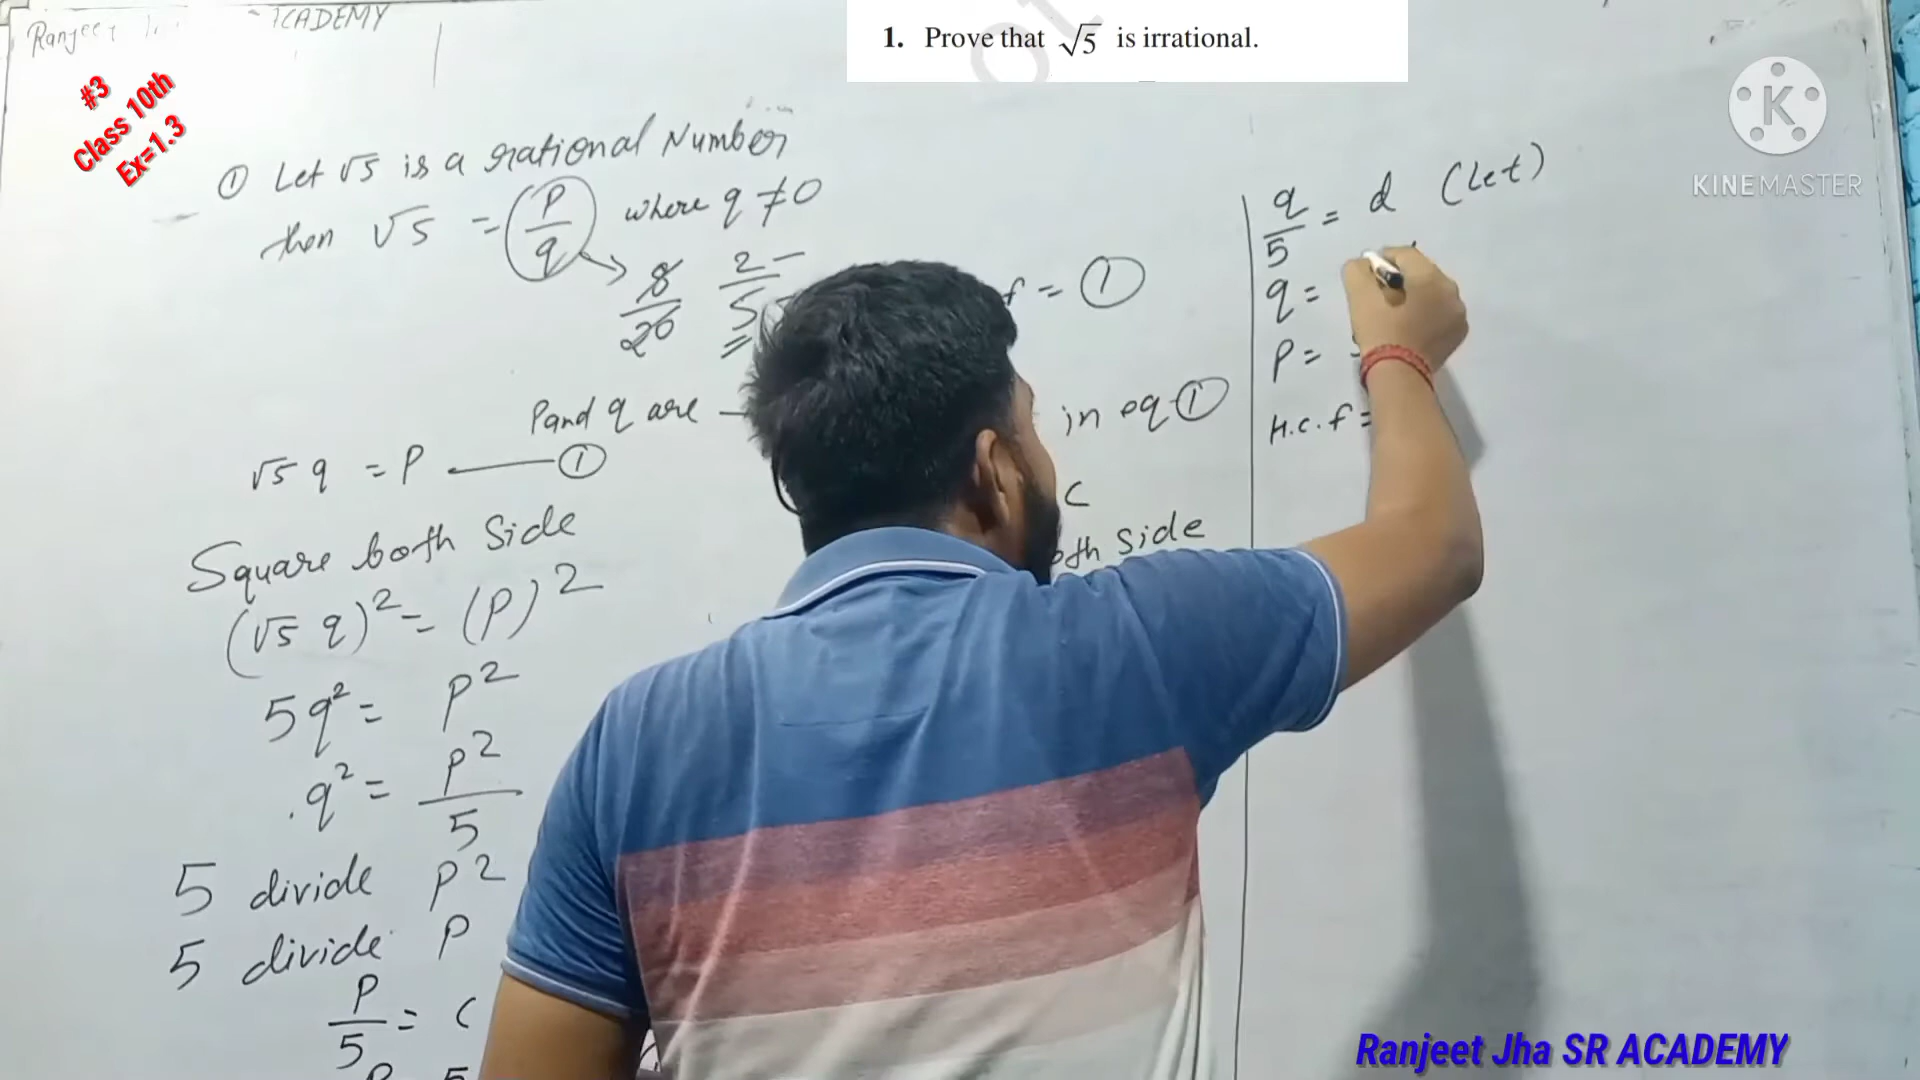 1. Prove that √5 is irrational.
ACADEMY
#3
Class 10th
Ex=1.3
KINEMASTER
① Let √5 is a rational Number
then √5 = p/q where q ≠ 0
8/20 2/5
f = ①
P and q are
√5 q = P — ①
Square both Side
(√5 q)² = (P)²
5q² = P²
q² = P²/5
5 divide P²
5 divide P
P/5 = c
in eq ①
c
Side
q/5 = d (Let)
q =
P =
H.C.f =
Ranjeet Jha SR ACADEMY